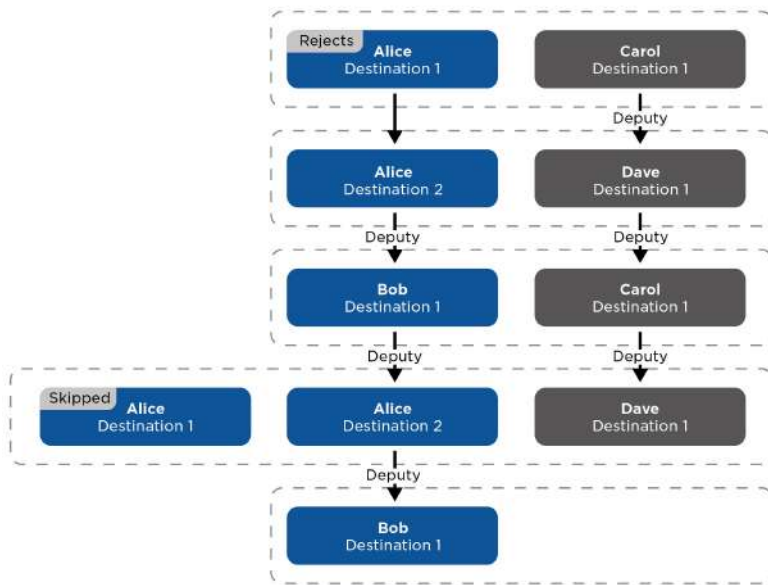 Rejects
Alice
Destination 1
Carol
Destination 1
Deputy
Alice
Destination 2
Dave
Destination 1
Deputy
Deputy
Bob
Destination 1
Carol
Destination 1
Deputy
Deputy
Skipped
Alice
Destination 1
Alice
Destination 2
Dave
Destination 1
Deputy
Bob
Destination 1